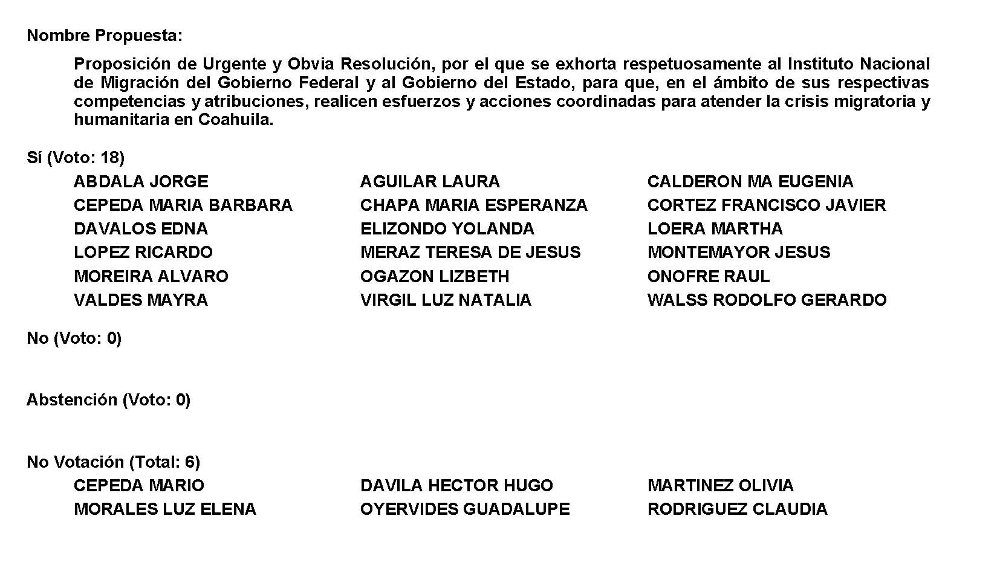 Nombre Propuesta:
Proposición de Urgente y Obvia Resolución, por el que se exhorta respetuosamente al Instituto Nacional
de Migración del Gobierno Federal y al Gobierno del Estado, para que, en el ámbito de sus respectivas
competencias y atribuciones, realicen esfuerzos y acciones coordinadas para atender la crisis migratoria y
humanitaria en Coahuila.
Sí (Voto: 18)
ABDALA JORGE AGUILAR LAURA CALDERON MA EUGENIA
CEPEDA MARIA BARBARA CHAPA MARIA ESPERANZA CORTEZ FRANCISCO JAVIER
DAVALOS EDNA ELIZONDO YOLANDA LOERA MARTHA
LOPEZ RICARDO MERAZ TERESA DE JESUS MONTEMAYOR JESUS
MOREIRA ALVARO OGAZON LIZBETH ONOFRE RAUL
VALDES MAYRA VIRGIL LUZ NATALIA WALSS RODOLFO GERARDO
No (Voto: 0)
Abstención (Voto: 0)
No Votación (Total: 6)
CEPEDA MARIO DAVILA HECTOR HUGO MARTINEZ OLIVIA
MORALES LUZ ELENA OYERVIDES GUADALUPE RODRIGUEZ CLAUDIA